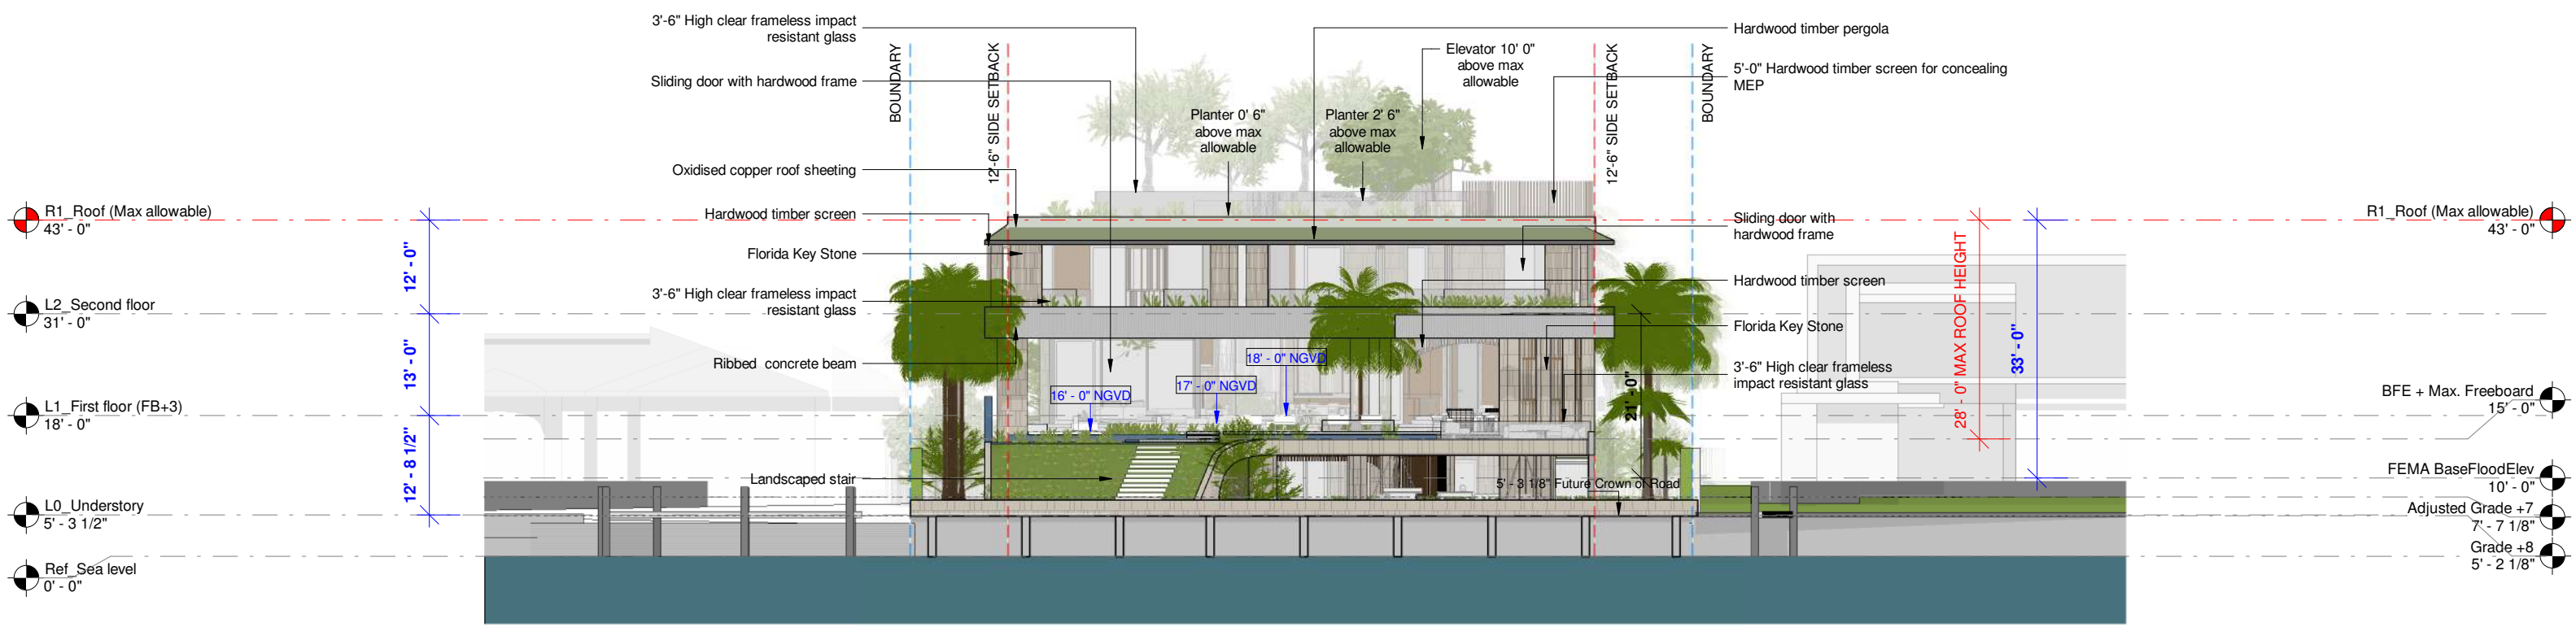 3'-6" High clear frameless impact
resistant glass
Sliding door with hardwood frame
Oxidised copper roof sheeting
Hardwood timber screen
Florida Key Stone
3'-6" High clear frameless impact
resistant glass
Ribbed concrete beam
Landscaped stair
BOUNDARY
12'-6" SIDE SETBACK
Planter 0' 6"
above max
allowable
Planter 2' 6"
above max
allowable
Elevator 10' 0"
above max
allowable
12'-6" SIDE SETBACK
BOUNDARY
Hardwood timber pergola
5'-0" Hardwood timber screen for concealing
MEP
Sliding door with
hardwood frame
Hardwood timber screen
Florida Key Stone
3'-6" High clear frameless
impact resistant glass
16' - 0" NGVD
17' - 0" NGVD
18' - 0" NGVD
21' - 0"
5' - 3 1/8" Future Crown of Road
R1_Roof (Max allowable)
43' - 0"
L2_Second floor
31' - 0"
L1_First floor (FB+3)
18' - 0"
L0_Understory
5' - 3 1/2"
Ref_Sea level
0' - 0"
12' - 0"
13' - 0"
12' - 8 1/2"
28' - 0" MAX ROOF HEIGHT
33' - 0"
R1_Roof (Max allowable)
43' - 0"
BFE + Max. Freeboard
15' - 0"
FEMA BaseFloodElev
10' - 0"
Adjusted Grade +7
7' - 7 1/8"
Grade +8
5' - 2 1/8"